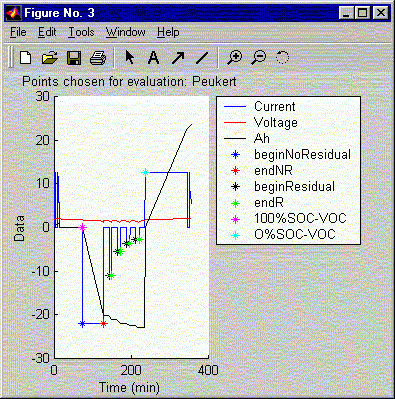 Figure No. 3
File Edit Tools Window Help
Points chosen for evaluation: Peukert
30
20
10
0
-10
-20
-30
Data
0 200 400
Time (min)
Current
Voltage
Ah
beginNoResidual
endNR
beginResidual
endR
100%SOC-VOC
0%SOC-VOC